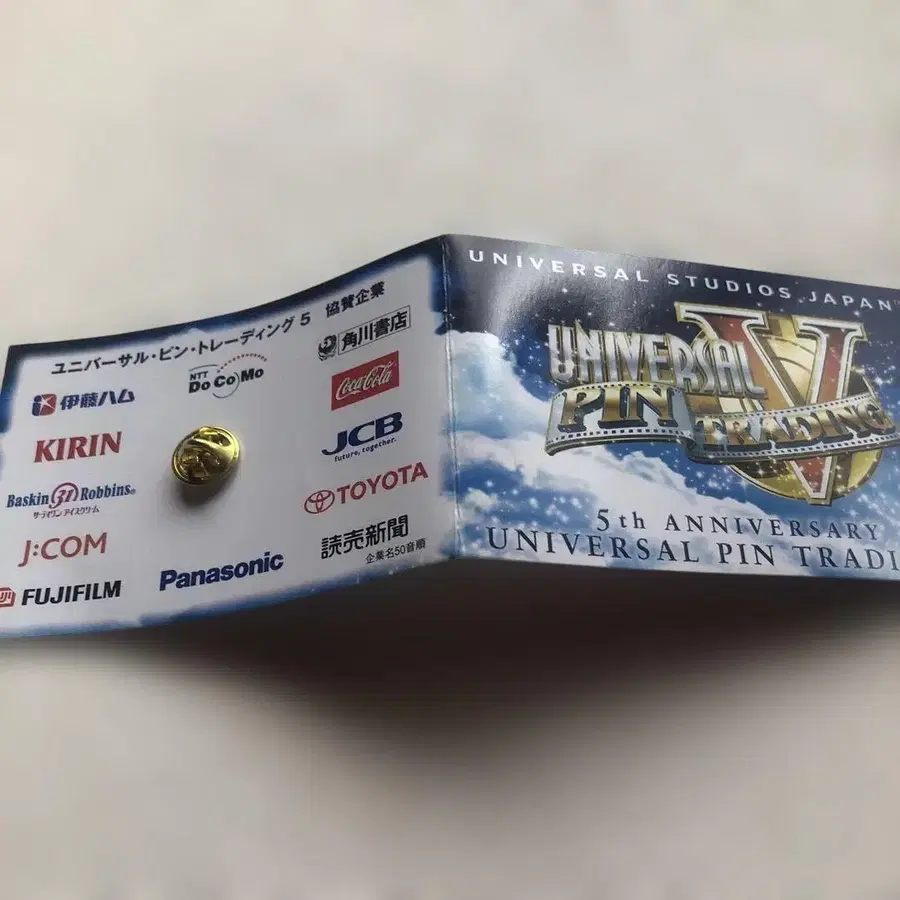 ユニバーサル・ピン・トレーディング 5 協賛企業
伊藤ハム
KIRIN
Baskin 31 Robbins®
サーティワン アイスクリーム
J:COM
FUJIFILM
NTT
DoCoMo
Panasonic
角川書店
Coca-Cola
JCB
future, together.
TOYOTA
読売新聞
企業名50音順
UNIVERSAL STUDIOS JAPAN
UNIVERSAL
PIN TRADING
V
5th ANNIVERSARY
UNIVERSAL PIN